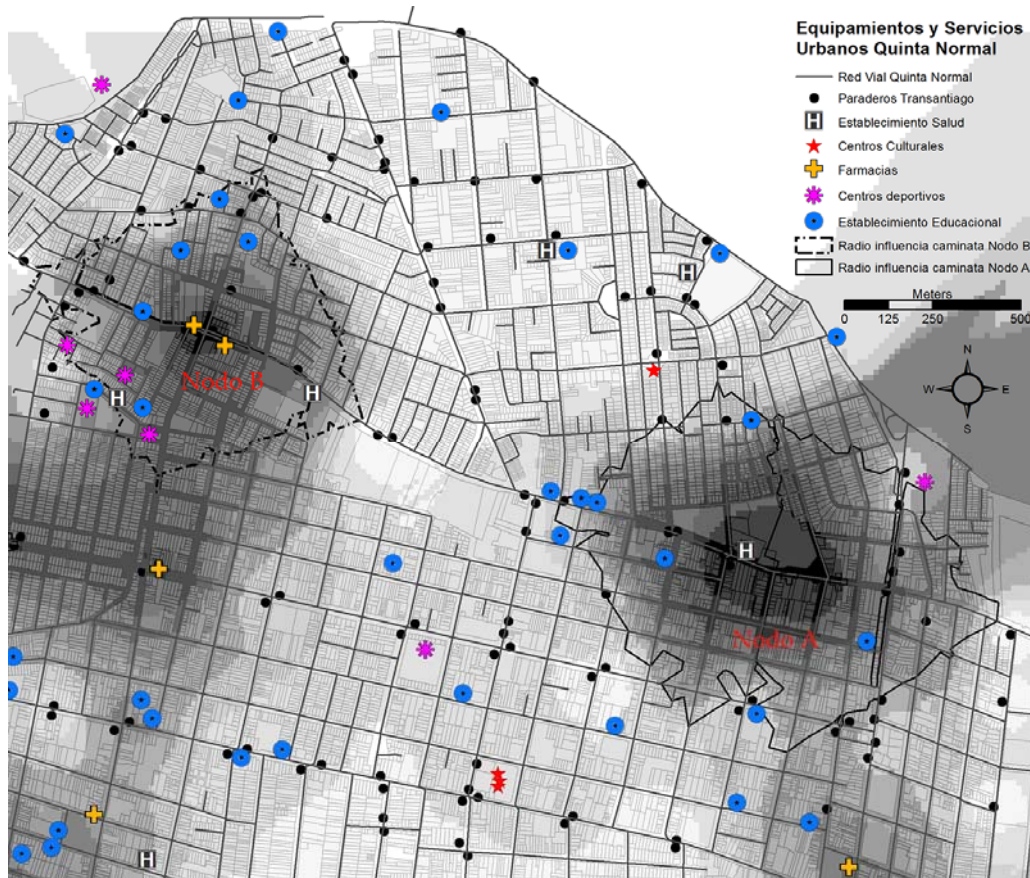 Equipamientos y Servicios
Urbanos Quinta Normal
Red Vial Quinta Normal
Paraderos Transantiago
H Establecimiento Salud
Centros Culturales
Farmacias
Centros deportivos
Establecimiento Educacional
Radio influencia caminata Nodo B
Radio influencia caminata Nodo A
Meters
0 125 250 500
N
W E
S
H
H
Nodo B
H
H
H
Nodo A
H